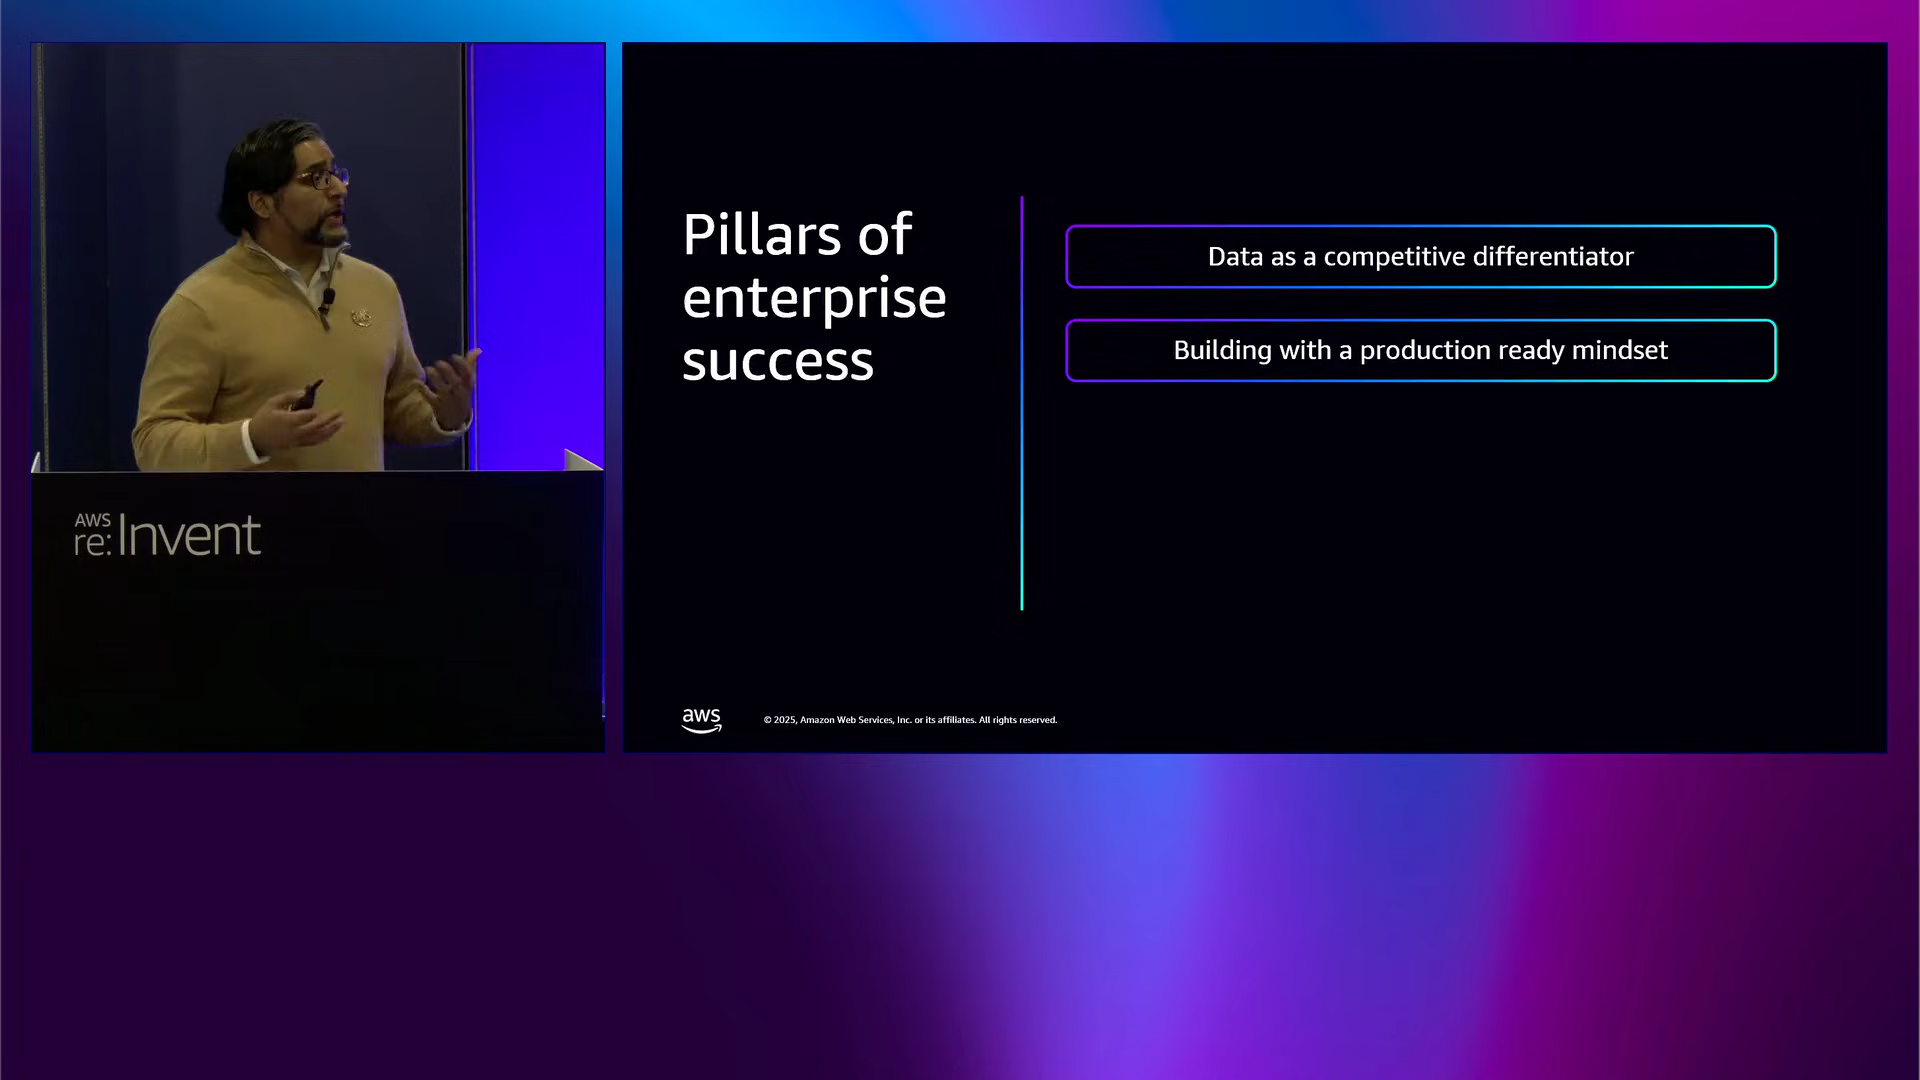 AWS
re:Invent
Pillars of
enterprise
success
Data as a competitive differentiator
Building with a production ready mindset
aws
© 2025, Amazon Web Services, Inc. or its affiliates. All rights reserved.